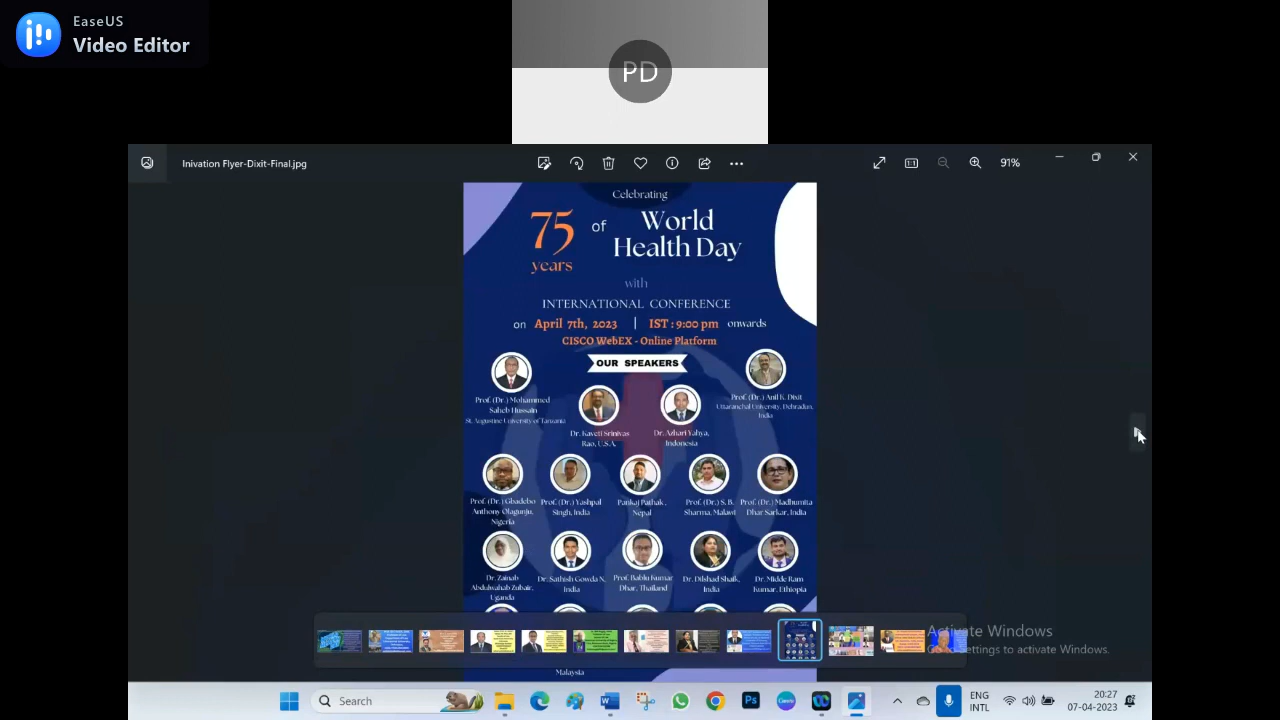 EaseUS
Video Editor
PD
Inivation Flyer-Dixit-Final.jpg
91%
Celebrating
75 of World
years Health Day
with
INTERNATIONAL CONFERENCE
on April 7th, 2023 | IST : 9:00 pm onwards
CISCO WebEX - Online Platform
OUR SPEAKERS
Prof. (Dr.) Mohammed
Saheb Hussain
St. Augustine University of Tanzania
Dr. Kaveti Srinivas
Rao, U.S.A.
Dr. Azhari Yahya,
Indonesia
Prof. (Dr.) Anil K. Dixit
Uttaranchal University, Dehradun,
India
Prof. (Dr.) Gbadebo
Anthony Olagunju,
Nigeria
Prof. (Dr.) Yashpal
Singh, India
Pankaj Pathak,
Nepal
Prof. (Dr.) S. B.
Sharma, Malawi
Prof. (Dr.) Madhumita
Dhar Sarkar, India
Dr. Zainab
Abdulwahab Zubair,
Uganda
Dr. Sathish Gowda N,
India
Prof. Bablu Kumar
Dhar, Thailand
Dr. Dilshad Shaik,
India
Dr. Midde Ram
Kumar, Ethiopia
Malaysia
Activate Windows
settings to activate Windows.
Search
Ps
ENG
INTL
20:27
07-04-2023